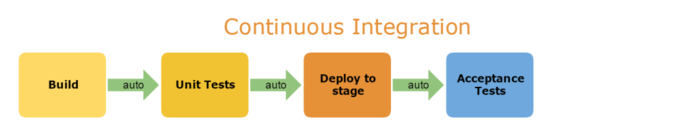 Continuous Integration
Build
auto
Unit Tests
auto
Deploy to
stage
auto
Acceptance
Tests